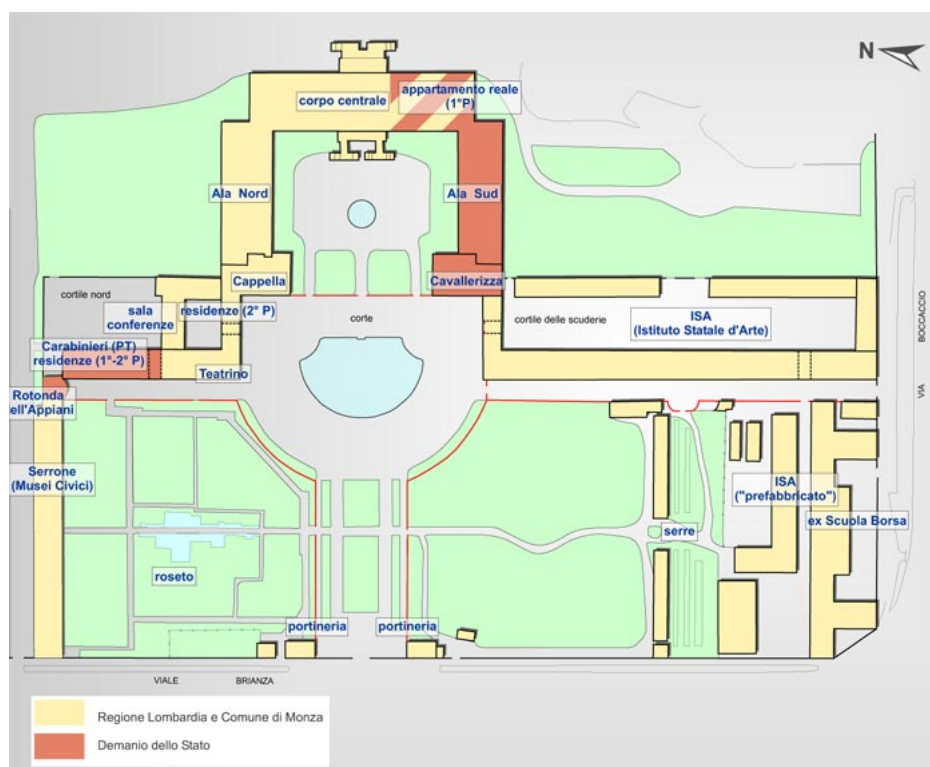 N
corpo centrale
appartamento reale
(1°P)
Ala Nord
Ala Sud
Cappella
Cavallerizza
cortile nord
sala
conferenze
residenze (2° P)
corte
cortile delle scuderie
ISA
(Istituto Statale d'Arte)
Carabinieri (PT)
residenze (1°-2° P)
Teatrino
Rotonda
ell'Appiani
VIA
BOCCACCIO
Serrone
(Musei Civici)
ISA
("prefabbricato")
ex Scuola Borsa
serre
roseto
portineria
portineria
VIALE
BRIANZA
Regione Lombardia e Comune di Monza
Demanio dello Stato